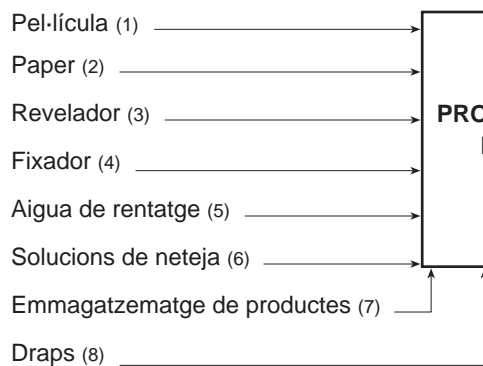 Pel·lícula (1)
Paper (2)
Revelador (3)
PRO
Fixador (4)
Aigua de rentatge (5)
Solucions de neteja (6)
Emmagatzematge de productes (7)
Draps (8)